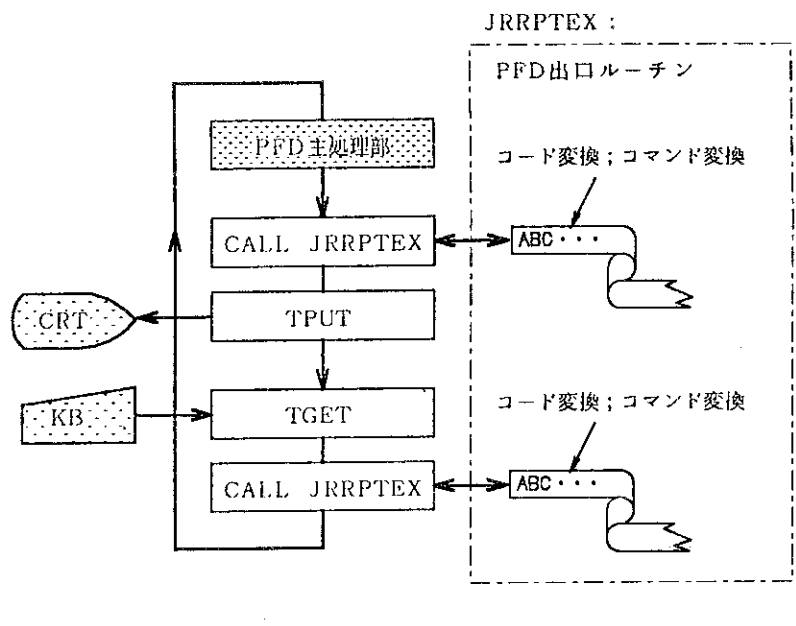 JRRPTEX：
PFD出口ルーチン
PFD主処理部
コード変換；コマンド変換
CALL JRRPTEX
ABC・・・
CRT
TPUT
KB
TGET
コード変換；コマンド変換
CALL JRRPTEX
ABC・・・